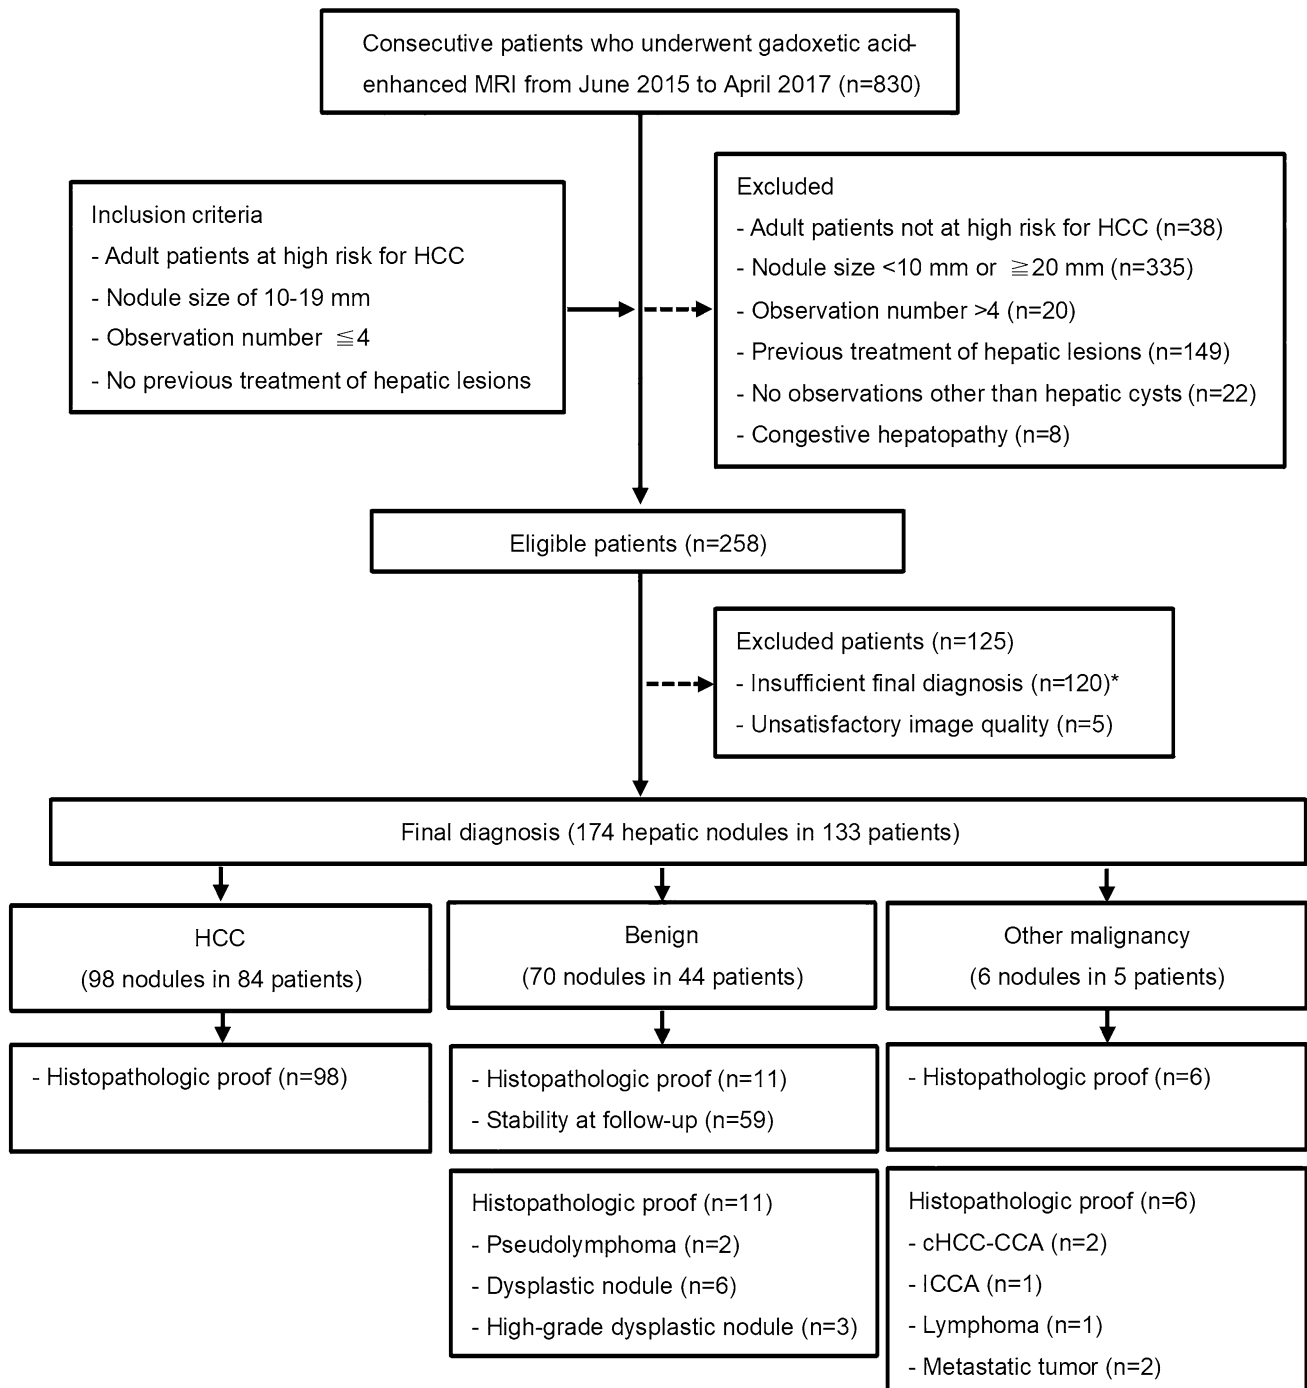 Consecutive patients who underwent gadoxetic acid-
enhanced MRI from June 2015 to April 2017 (n=830)
Inclusion criteria
- Adult patients at high risk for HCC
- Nodule size of 10-19 mm
- Observation number ≦4
- No previous treatment of hepatic lesions
Excluded
- Adult patients not at high risk for HCC (n=38)
- Nodule size <10 mm or ≧20 mm (n=335)
- Observation number >4 (n=20)
- Previous treatment of hepatic lesions (n=149)
- No observations other than hepatic cysts (n=22)
- Congestive hepatopathy (n=8)
Eligible patients (n=258)
Excluded patients (n=125)
- Insufficient final diagnosis (n=120)*
- Unsatisfactory image quality (n=5)
Final diagnosis (174 hepatic nodules in 133 patients)
HCC
(98 nodules in 84 patients)
- Histopathologic proof (n=98)
Benign
(70 nodules in 44 patients)
- Histopathologic proof (n=11)
- Stability at follow-up (n=59)
Histopathologic proof (n=11)
- Pseudolymphoma (n=2)
- Dysplastic nodule (n=6)
- High-grade dysplastic nodule (n=3)
Other malignancy
(6 nodules in 5 patients)
- Histopathologic proof (n=6)
Histopathologic proof (n=6)
- cHCC-CCA (n=2)
- ICCA (n=1)
- Lymphoma (n=1)
- Metastatic tumor (n=2)